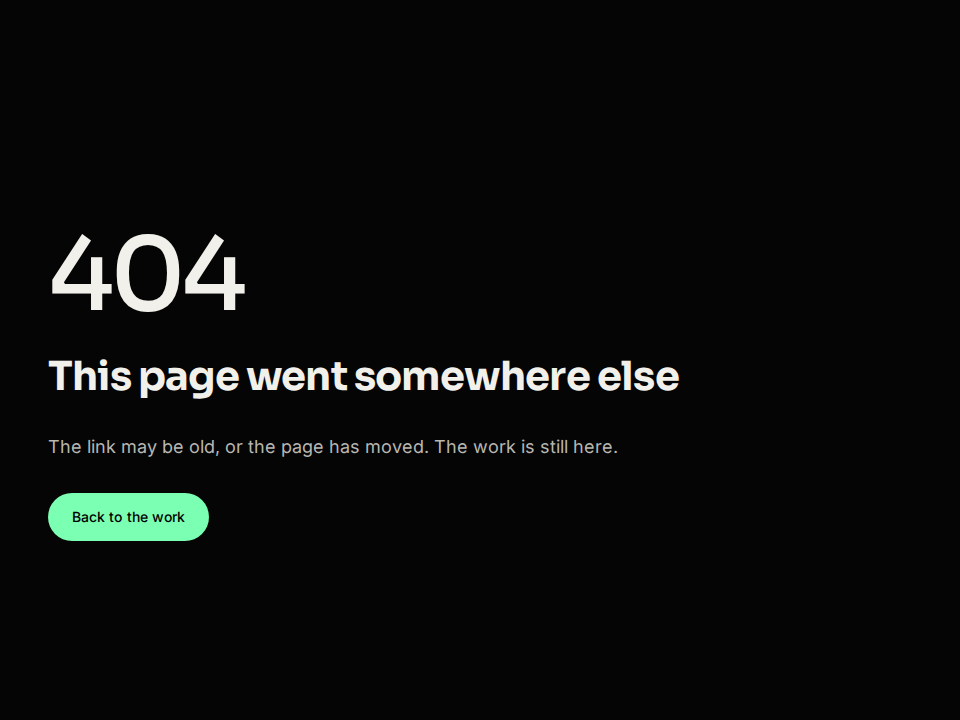 404
This page went somewhere else
The link may be old, or the page has moved. The work is still here.
Back to the work